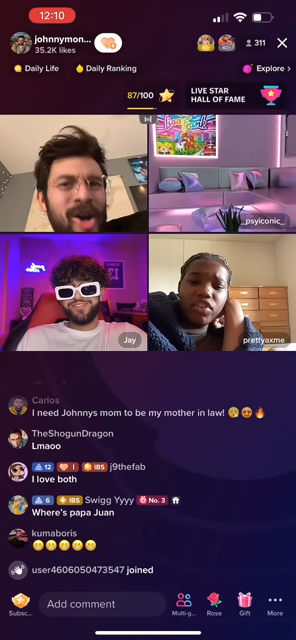 12:10
johnnymon...
35.2K likes
311
Daily Life
Daily Ranking
Explore >
87/100
LIVE STAR
HALL OF FAME
_psyiconic_
13
Jay
prettyaxme
Carlos
I need Johnnys mom to be my mother in law! 😮‍💨😍🔥
TheShogunDragon
Lmaoo
12 I IBS j9thefab
I love both
6 IBS Swigg Yyyy No. 3
Where's papa Juan
kumaboris
🤭🤭🤭🤭🤭
user4606050473547 joined
Subsc...
Add comment
Multi-g...
Rose
Gift
More